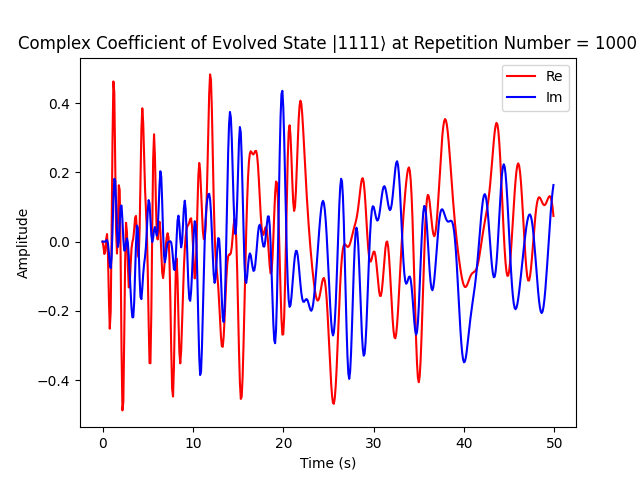 Complex Coefficient of Evolved State |1111⟩ at Repetition Number = 1000
Re
Im
Amplitude
0.4
0.2
0.0
−0.2
−0.4
0 10 20 30 40 50
Time (s)